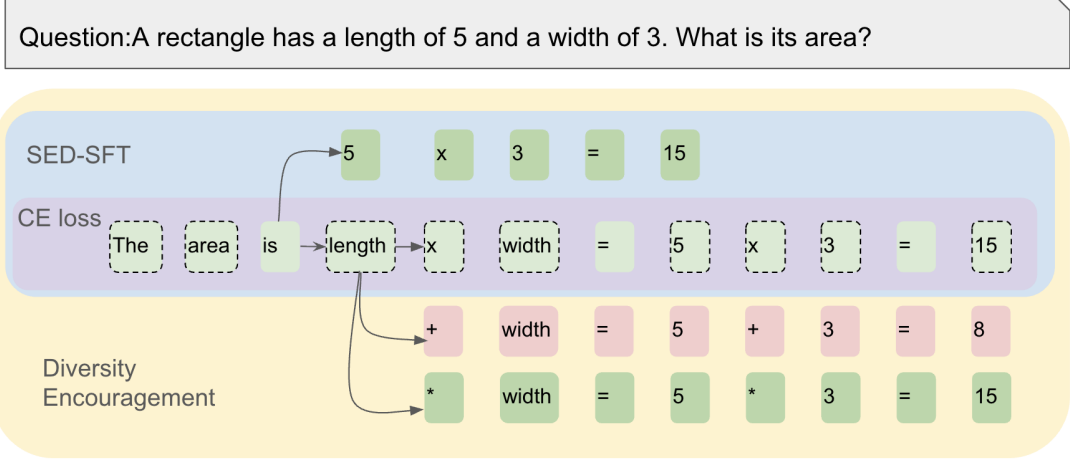 Question:A rectangle has a length of 5 and a width of 3. What is its area?
SED-SFT
5 x 3 = 15
CE loss
The area is length x width = 5 x 3 = 15
+ width = 5 + 3 = 8
Diversity
Encouragement
* width = 5 * 3 = 15